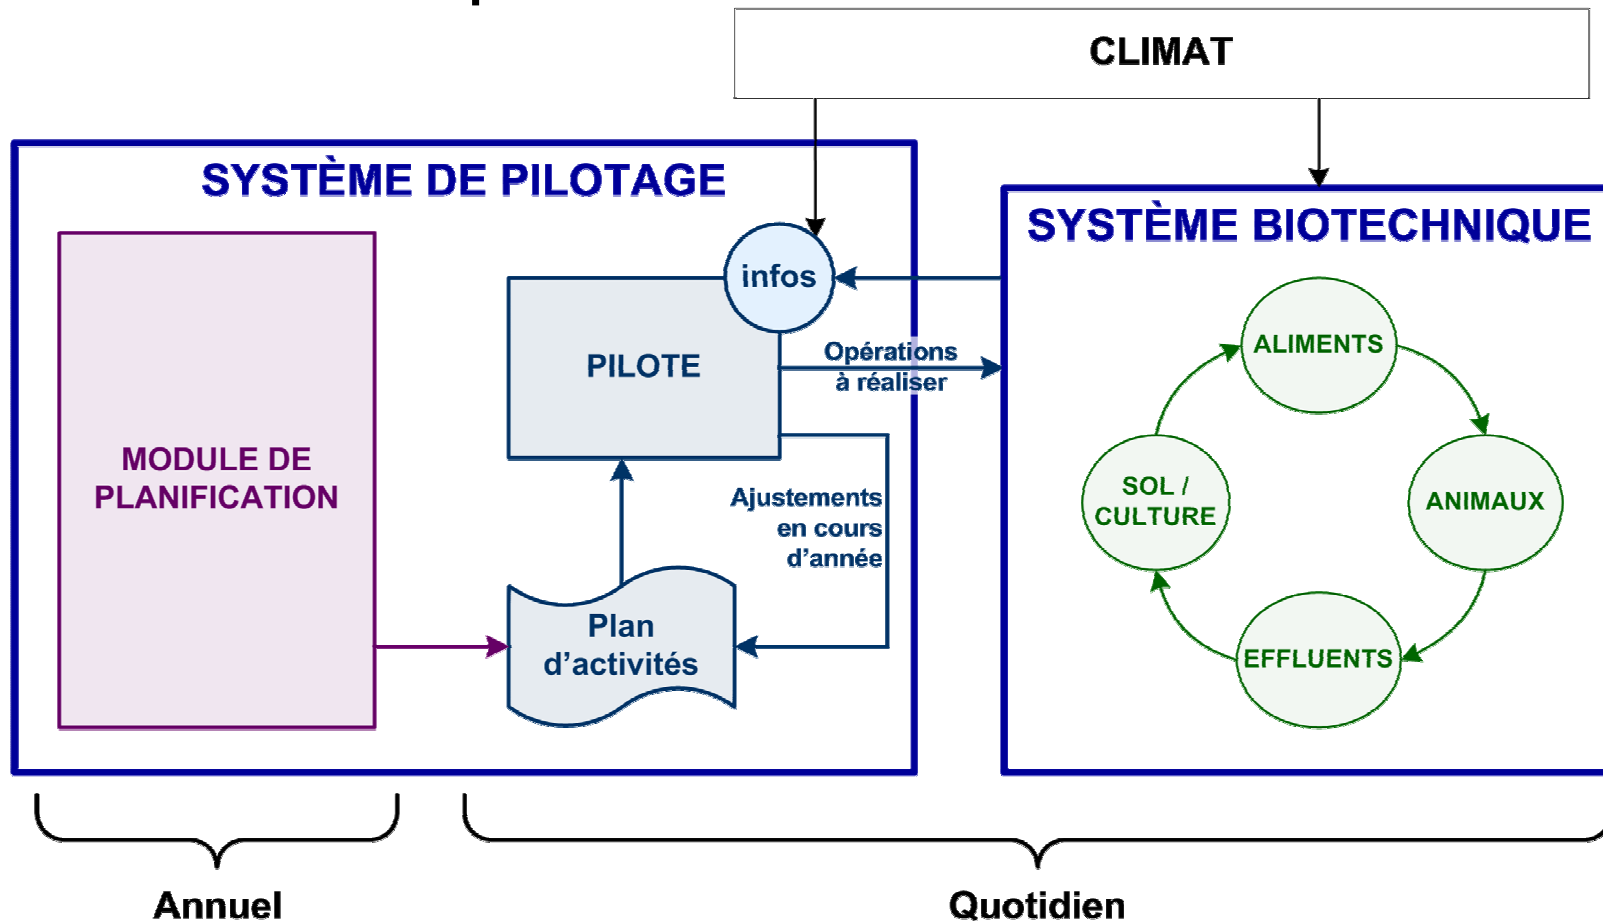 CLIMAT
SYSTÈME DE PILOTAGE
SYSTÈME BIOTECHNIQUE
infos
PILOTE
Opérations
à réaliser
MODULE DE
PLANIFICATION
Ajustements
en cours
d’année
Plan
d’activités
ALIMENTS
ANIMAUX
EFFLUENTS
SOL /
CULTURE
Annuel
Quotidien